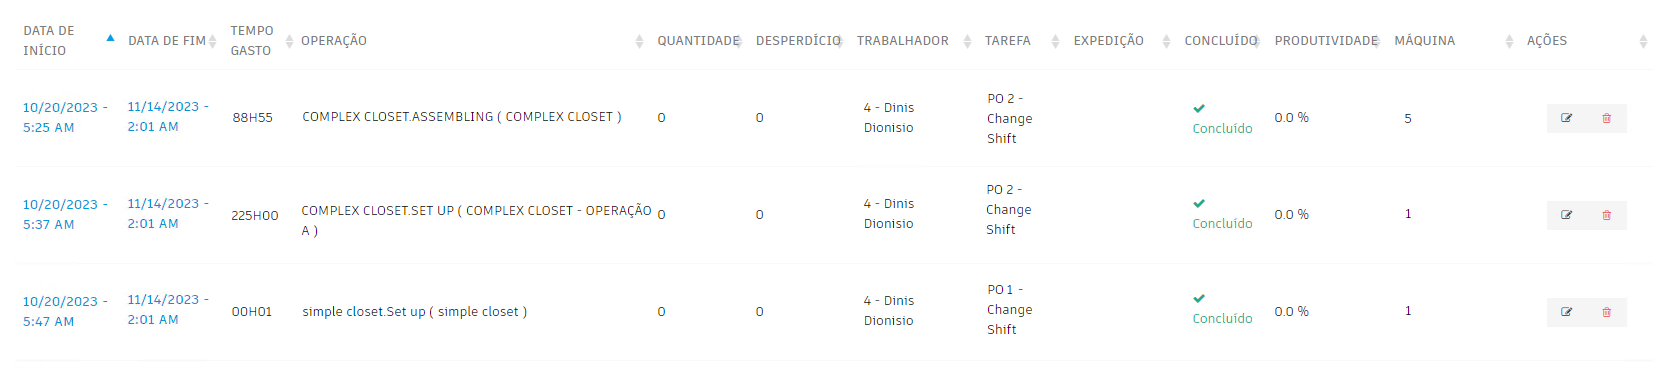 DATA DE INÍCIO
DATA DE FIM
TEMPO GASTO
OPERAÇÃO
QUANTIDADE
DESPERDÍCIO
TRABALHADOR
TAREFA
EXPEDIÇÃO
CONCLUÍDO
PRODUTIVIDADE
MÁQUINA
AÇÕES
10/20/2023 -
5:25 AM
11/14/2023 -
2:01 AM
88H55
COMPLEX CLOSET.ASSEMBLING ( COMPLEX CLOSET )
0
0
4 - Dinis
Dionisio
PO 2 -
Change
Shift
Concluído
0.0 %
5
10/20/2023 -
5:37 AM
11/14/2023 -
2:01 AM
225H00
COMPLEX CLOSET.SET UP ( COMPLEX CLOSET - OPERAÇÃO
A )
0
0
4 - Dinis
Dionisio
PO 2 -
Change
Shift
Concluído
0.0 %
1
10/20/2023 -
5:47 AM
11/14/2023 -
2:01 AM
00H01
simple closet.Set up ( simple closet )
0
0
4 - Dinis
Dionisio
PO 1 -
Change
Shift
Concluído
0.0 %
1